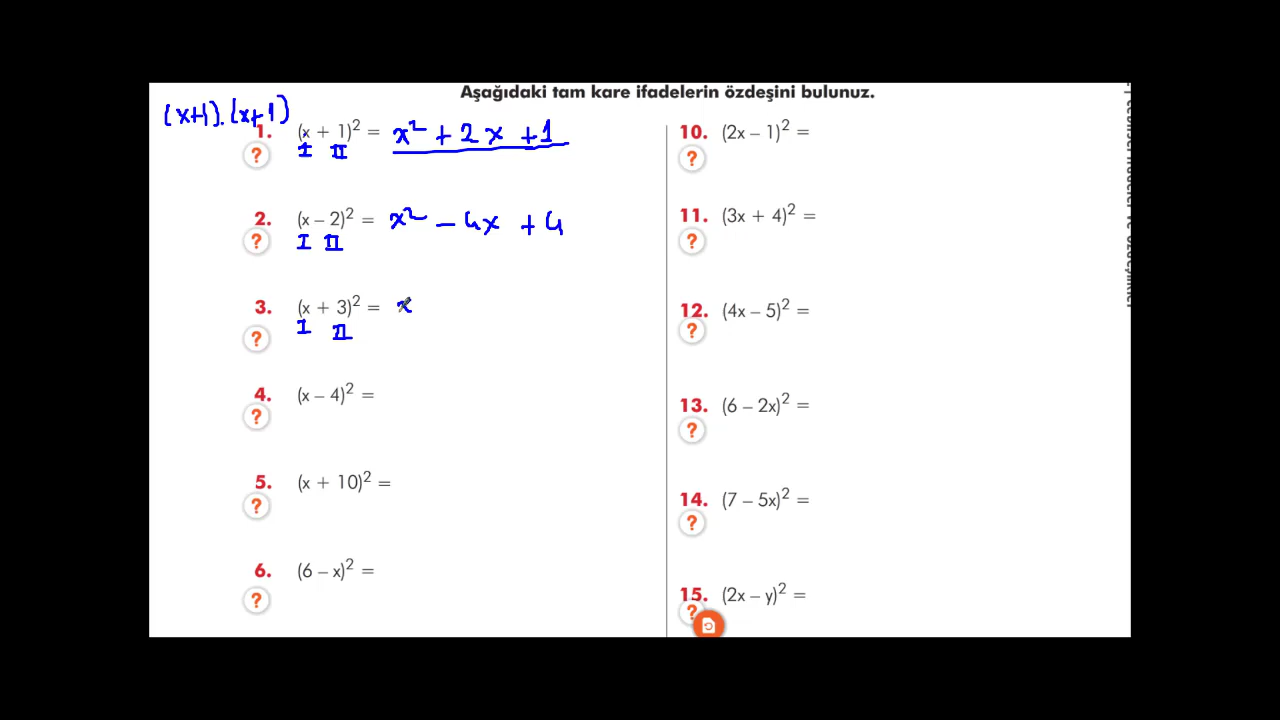 Aşağıdaki tam kare ifadelerin özdeşini bulunuz.
(x+1).(x+1)
1. (x + 1)² = x² + 2x + 1
? I II
2. (x – 2)² = x² – 4x + 4
? I II
3. (x + 3)² = x
? I II
4. (x – 4)² =
?
5. (x + 10)² =
?
6. (6 – x)² =
?
10. (2x – 1)² =
?
11. (3x + 4)² =
?
12. (4x – 5)² =
?
13. (6 – 2x)² =
?
14. (7 – 5x)² =
?
15. (2x – y)² =
?